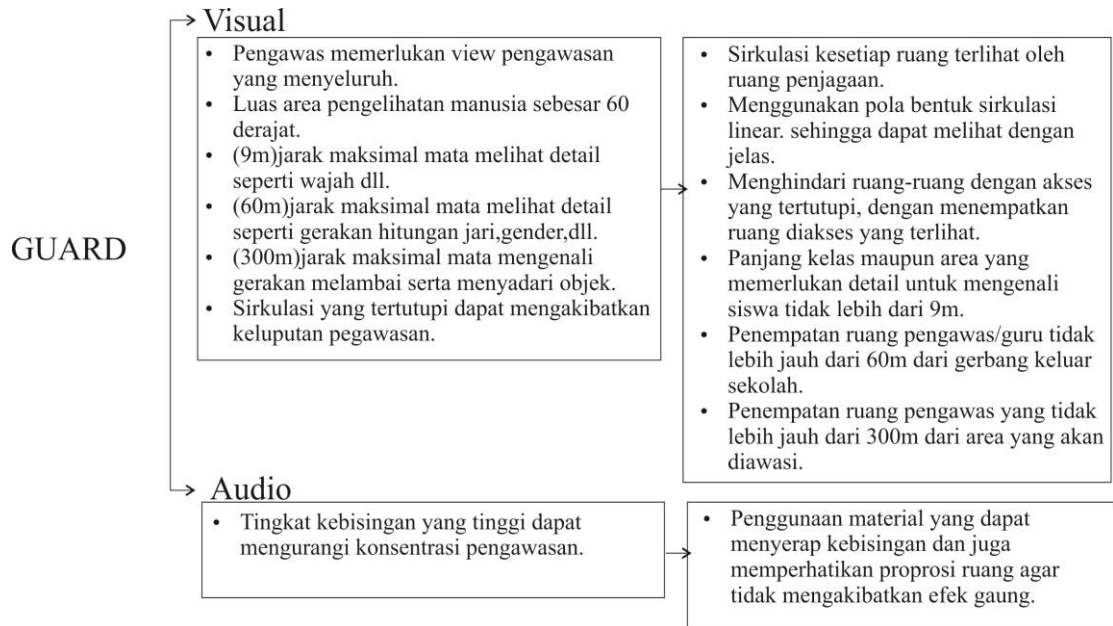 GUARD
Visual
• Pengawas memerlukan view pengawasan
yang menyeluruh.
• Luas area pengelihatan manusia sebesar 60
derajat.
• (9m)jarak maksimal mata melihat detail
seperti wajah dll.
• (60m)jarak maksimal mata melihat detail
seperti gerakan hitungan jari,gender,dll.
• (300m)jarak maksimal mata mengenali
gerakan melambai serta menyadari objek.
• Sirkulasi yang tertutupi dapat mengakibatkan
keluputan pegawasan.
• Sirkulasi kesetiap ruang terlihat oleh
ruang penjagaan.
• Menggunakan pola bentuk sirkulasi
linear. sehingga dapat melihat dengan
jelas.
• Menghindari ruang-ruang dengan akses
yang tertutupi, dengan menempatkan
ruang diakses yang terlihat.
• Panjang kelas maupun area yang
memerlukan detail untuk mengenali
siswa tidak lebih dari 9m.
• Penempatan ruang pengawas/guru tidak
lebih jauh dari 60m dari gerbang keluar
sekolah.
• Penempatan ruang pengawas yang tidak
lebih jauh dari 300m dari area yang akan
diawasi.
Audio
• Tingkat kebisingan yang tinggi dapat
mengurangi konsentrasi pengawasan.
• Penggunaan material yang dapat
menyerap kebisingan dan juga
memperhatikan proprosi ruang agar
tidak mengakibatkan efek gaung.